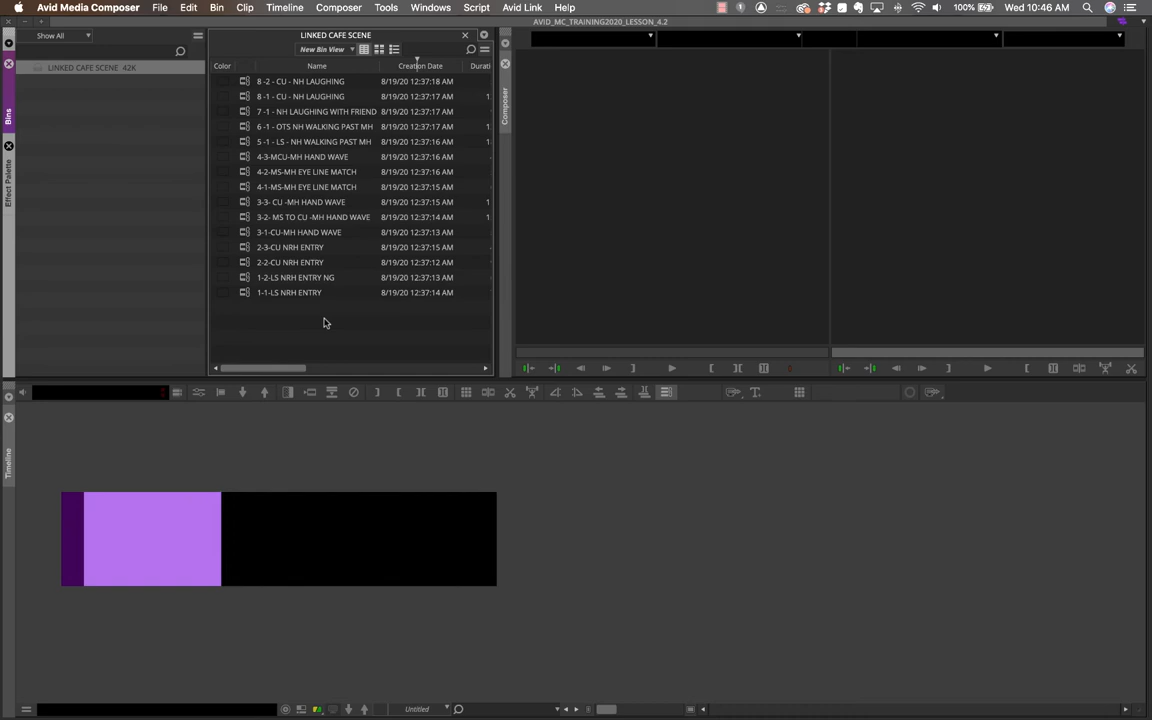 Avid Media Composer File Edit Bin Clip Timeline Composer Tools Windows Script Avid Link Help 1 100% Wed 10:46 AM
AVID_MC_TRAINING2020_LESSON_4.2
Show All
LINKED CAFE SCENE 42K
Bins
Effect Palette
LINKED CAFE SCENE
New Bin View
Color Name Creation Date Durati
8 -2 - CU - NH LAUGHING 8/19/20 12:37:18 AM
8 -1 - CU - NH LAUGHING 8/19/20 12:37:17 AM 1
7 -1 - NH LAUGHING WITH FRIEND 8/19/20 12:37:17 AM
6 -1 - OTS NH WALKING PAST MH 8/19/20 12:37:17 AM 1
5 -1 - LS - NH WALKING PAST MH 8/19/20 12:37:16 AM 1
4-3-MCU-MH HAND WAVE 8/19/20 12:37:16 AM
4-2-MS-MH EYE LINE MATCH 8/19/20 12:37:16 AM
4-1-MS-MH EYE LINE MATCH 8/19/20 12:37:15 AM
3-3- CU -MH HAND WAVE 8/19/20 12:37:15 AM 1
3-2- MS TO CU -MH HAND WAVE 8/19/20 12:37:14 AM 1
3-1-CU-MH HAND WAVE 8/19/20 12:37:13 AM
2-3-CU NRH ENTRY 8/19/20 12:37:15 AM
2-2-CU NRH ENTRY 8/19/20 12:37:12 AM
1-2-LS NRH ENTRY NG 8/19/20 12:37:13 AM
1-1-LS NRH ENTRY 8/19/20 12:37:14 AM
Composer
Timeline
Untitled